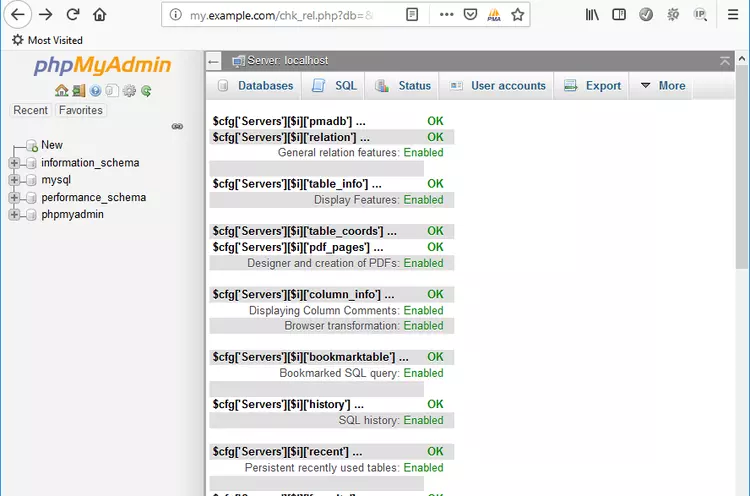 my.example.com/chk_rel.php?db=&
Most Visited
phpMyAdmin
Recent Favorites
New
information_schema
mysql
performance_schema
phpmyadmin
Server: localhost
Databases SQL Status User accounts Export More
$cfg['Servers'][$i]['pmadb'] ... OK
$cfg['Servers'][$i]['relation'] ... OK
General relation features: Enabled
$cfg['Servers'][$i]['table_info'] ... OK
Display Features: Enabled
$cfg['Servers'][$i]['table_coords'] ... OK
$cfg['Servers'][$i]['pdf_pages'] ... OK
Designer and creation of PDFs: Enabled
$cfg['Servers'][$i]['column_info'] ... OK
Displaying Column Comments: Enabled
Browser transformation: Enabled
$cfg['Servers'][$i]['bookmarktable'] ... OK
Bookmarked SQL query: Enabled
$cfg['Servers'][$i]['history'] ... OK
SQL history: Enabled
$cfg['Servers'][$i]['recent'] ... OK
Persistent recently used tables: Enabled